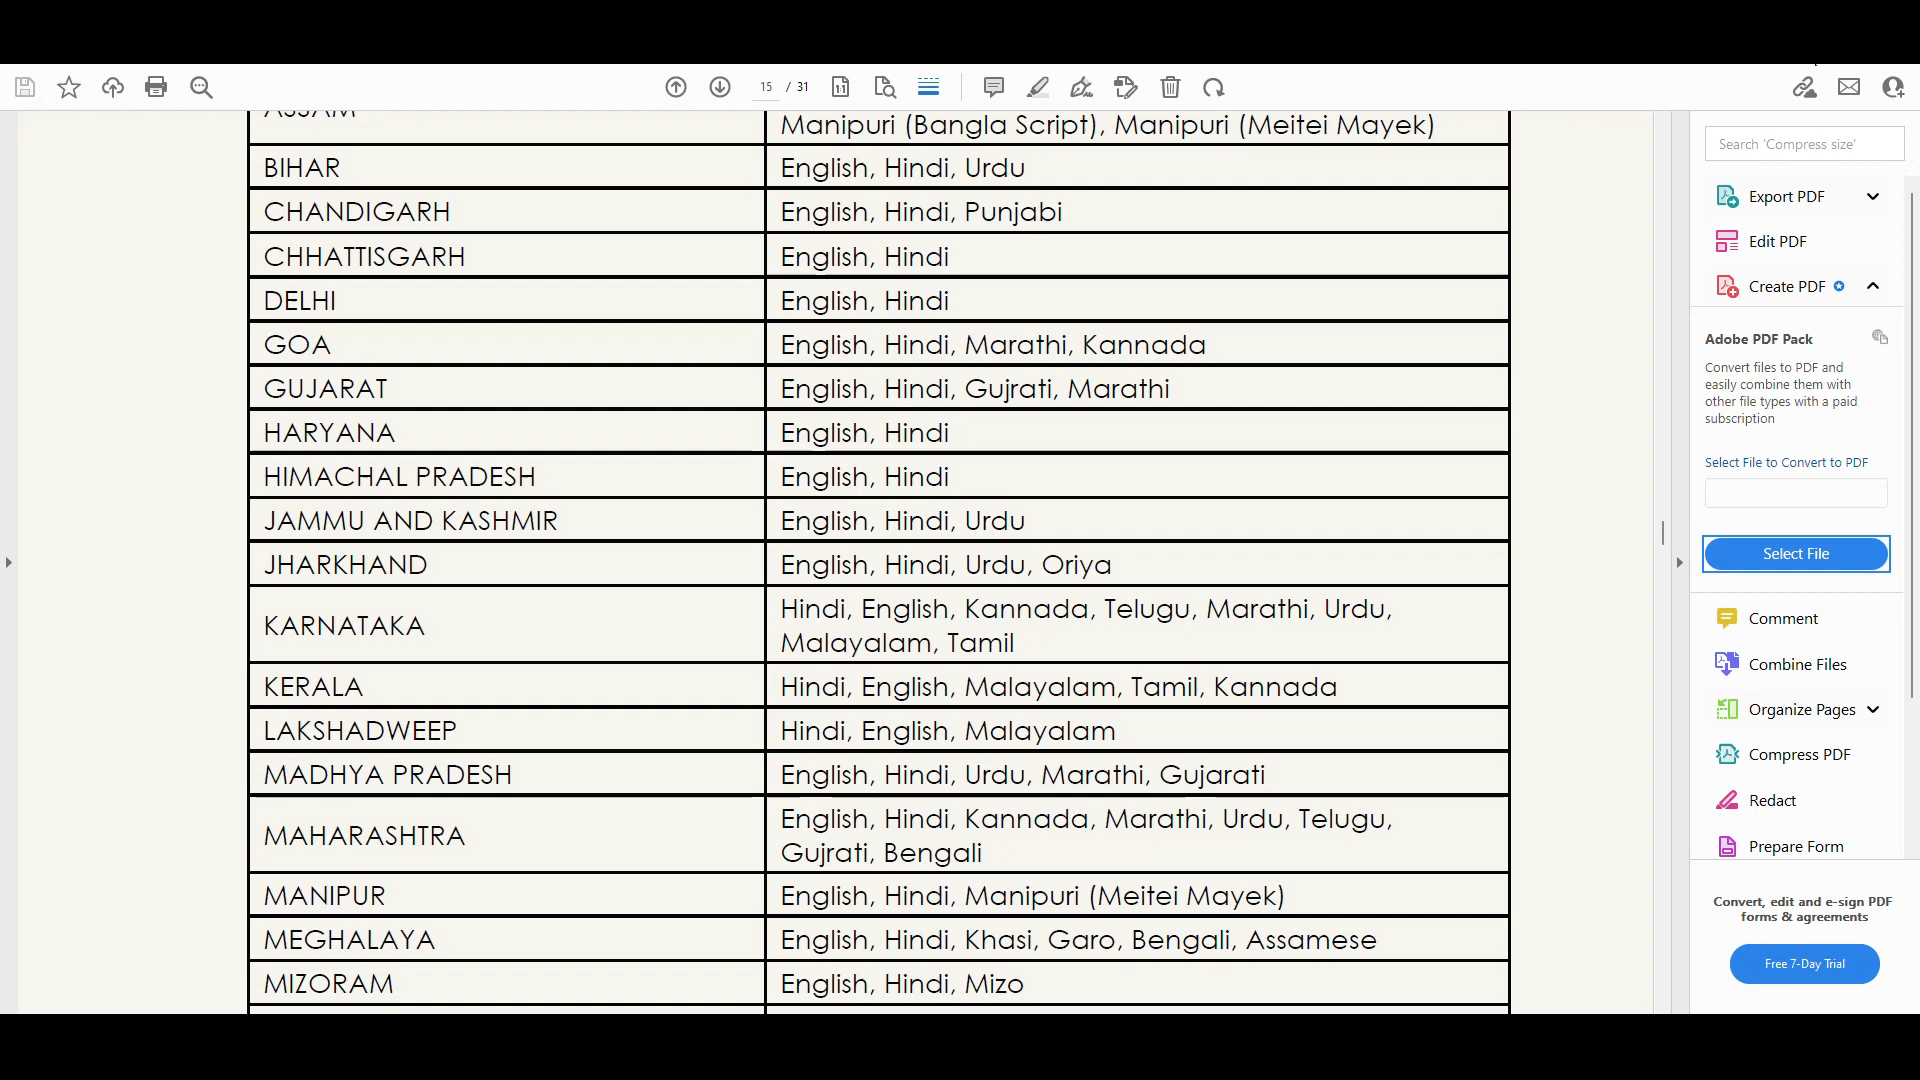 15 / 31
ASSAM
Manipuri (Bangla Script), Manipuri (Meitei Mayek)
BIHAR English, Hindi, Urdu
CHANDIGARH English, Hindi, Punjabi
CHHATTISGARH English, Hindi
DELHI English, Hindi
GOA English, Hindi, Marathi, Kannada
GUJARAT English, Hindi, Gujrati, Marathi
HARYANA English, Hindi
HIMACHAL PRADESH English, Hindi
JAMMU AND KASHMIR English, Hindi, Urdu
JHARKHAND English, Hindi, Urdu, Oriya
KARNATAKA Hindi, English, Kannada, Telugu, Marathi, Urdu,
Malayalam, Tamil
KERALA Hindi, English, Malayalam, Tamil, Kannada
LAKSHADWEEP Hindi, English, Malayalam
MADHYA PRADESH English, Hindi, Urdu, Marathi, Gujarati
MAHARASHTRA English, Hindi, Kannada, Marathi, Urdu, Telugu,
Gujrati, Bengali
MANIPUR English, Hindi, Manipuri (Meitei Mayek)
MEGHALAYA English, Hindi, Khasi, Garo, Bengali, Assamese
MIZORAM English, Hindi, Mizo
Search 'Compress size'
Export PDF
Edit PDF
Create PDF
Adobe PDF Pack
Convert files to PDF and
easily combine them with
other file types with a paid
subscription
Select File to Convert to PDF
Select File
Comment
Combine Files
Organize Pages
Compress PDF
Redact
Prepare Form
Convert, edit and e-sign PDF
forms & agreements
Free 7-Day Trial